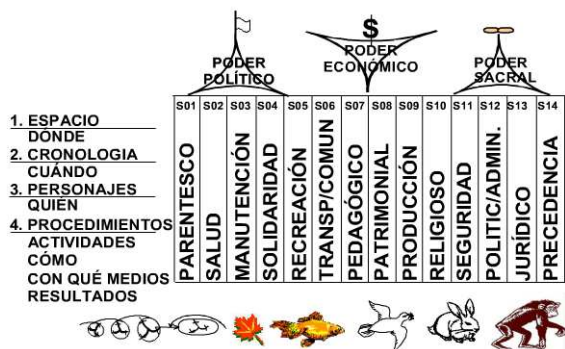 $
PODER
POLÍTICO
PODER
ECONÓMICO
PODER
SACRAL
S01 S02 S03 S04 S05 S06 S07 S08 S09 S10 S11 S12 S13 S14
1. ESPACIO
DÓNDE
2. CRONOLOGIA
CUÁNDO
3. PERSONAJES
QUIÉN
4. PROCEDIMIENTOS
ACTIVIDADES
CÓMO
CON QUÉ MEDIOS
RESULTADOS
PARENTESCO
SALUD
MANUTENCIÓN
SOLIDARIDAD
RECREACIÓN
TRANSP/COMUN
PEDAGÓGICO
PATRIMONIAL
PRODUCCIÓN
RELIGIOSO
SEGURIDAD
POLITIC/ADMIN.
JURÍDICO
PRECEDENCIA